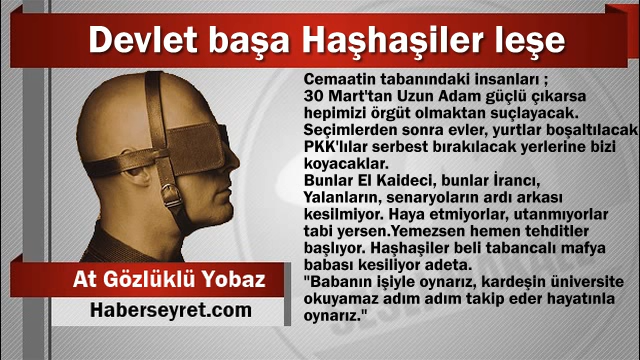 Devlet başa Haşhaşiler leşe
Cemaatin tabanındaki insanları ;
30 Mart'tan Uzun Adam güçlü çıkarsa
hepimizi örgüt olmaktan suçlayacak.
Seçimlerden sonra evler, yurtlar boşaltılacak
PKK'lılar serbest bırakılacak yerlerine bizi
koyacaklar.
Bunlar El Kaideci, bunlar İrancı,
Yalanların, senaryoların ardı arkası
kesilmiyor. Haya etmiyorlar, utanmıyorlar
tabi yersen.Yemezsen hemen tehditler
başlıyor. Haşhaşiler beli tabancalı mafya
babası kesiliyor adeta.
"Babanın işiyle oynarız, kardeşin üniversite
okuyamaz adım adım takip eder hayatınla
oynarız."
At Gözlüklü Yobaz
Haberseyret.com